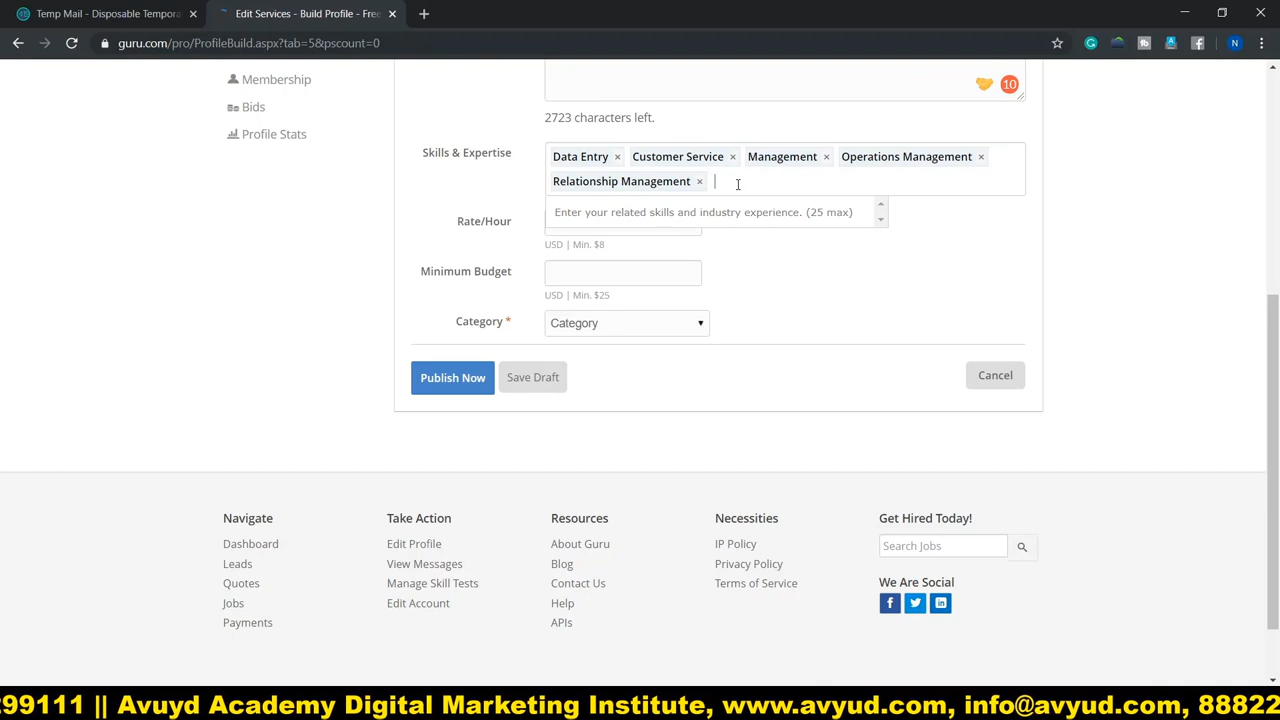 Temp Mail - Disposable Tempora
Edit Services - Build Profile - Free
guru.com/pro/ProfileBuild.aspx?tab=5&pscount=0
N
Membership
Bids
Profile Stats
10
2723 characters left.
Skills & Expertise
Data Entry × Customer Service × Management × Operations Management ×
Relationship Management ×
Enter your related skills and industry experience. (25 max)
Rate/Hour
USD | Min. $8
Minimum Budget
USD | Min. $25
Category * Category
Publish Now Save Draft Cancel
Navigate Take Action Resources Necessities Get Hired Today!
Dashboard Edit Profile About Guru IP Policy Search Jobs
Leads View Messages Blog Privacy Policy
Quotes Manage Skill Tests Contact Us Terms of Service We Are Social
Jobs Edit Account Help
Payments APIs
299111 || Avuyd Academy Digital Marketing Institute, www.avyud.com, info@avyud.com, 88822